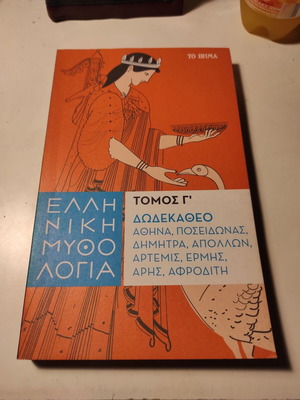 ΤΟ ΒΗΜΑ
ΕΛΛΗ
ΝΙΚΗ
ΜΥΘΟ
ΛΟΓΙΑ
ΤΟΜΟΣ Γ'
ΔΩΔΕΚΑΘΕΟ
ΑΘΗΝΑ, ΠΟΣΕΙΔΩΝΑΣ,
ΔΗΜΗΤΡΑ, ΑΠΟΛΛΩΝ,
ΑΡΤΕΜΙΣ, ΕΡΜΗΣ,
ΑΡΗΣ, ΑΦΡΟΔΙΤΗ